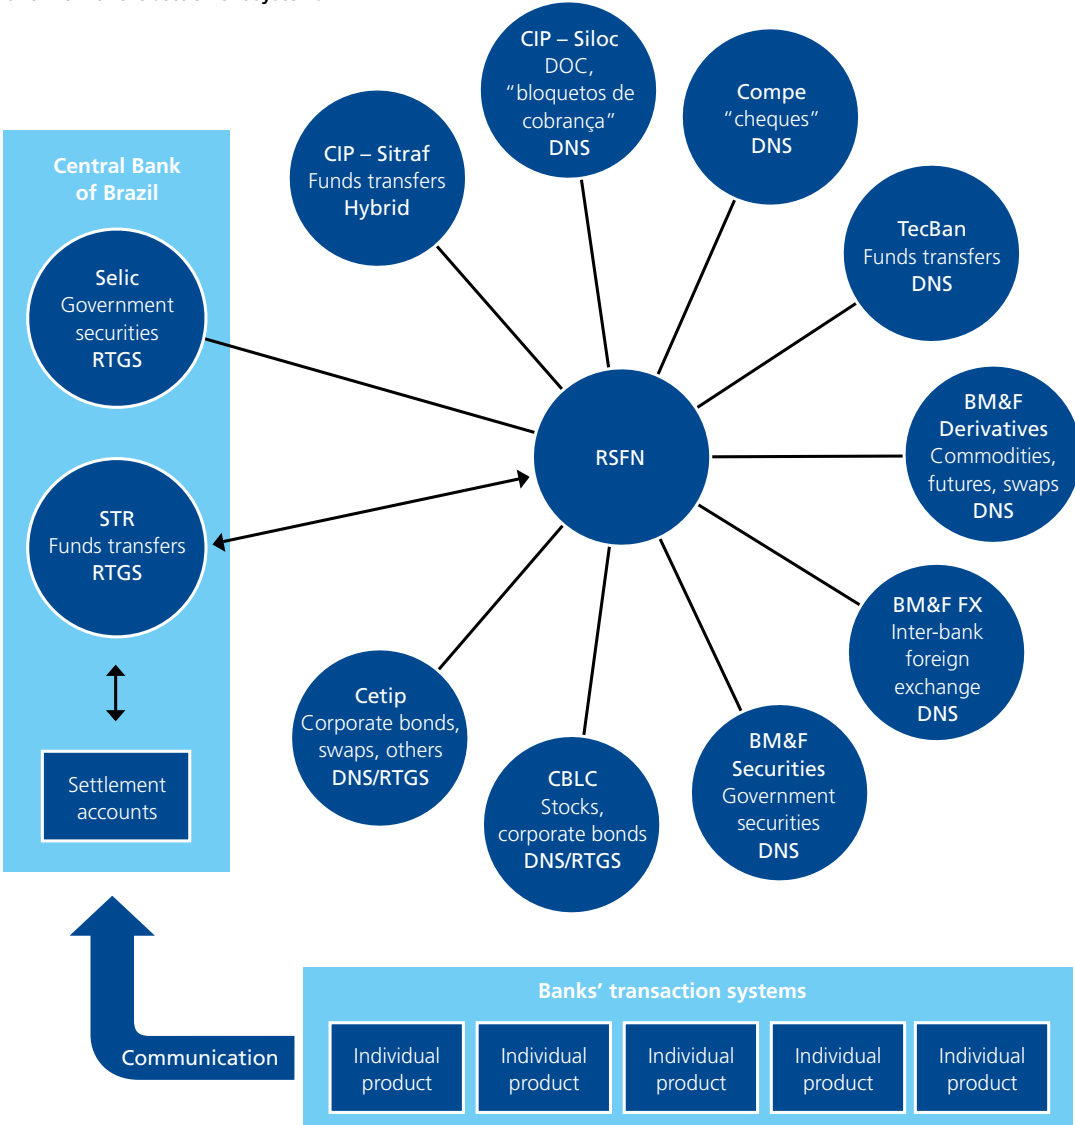 Central Bank
of Brazil
Selic
Government
securities
RTGS
STR
Funds transfers
RTGS
Settlement
accounts
CIP – Sitraf
Funds transfers
Hybrid
CIP – Siloc
DOC,
“bloquetos de
cobrança”
DNS
Compe
“cheques”
DNS
TecBan
Funds transfers
DNS
BM&F
Derivatives
Commodities,
futures, swaps
DNS
BM&F FX
Inter-bank
foreign
exchange
DNS
BM&F
Securities
Government
securities
DNS
CBLC
Stocks,
corporate bonds
DNS/RTGS
Cetip
Corporate bonds,
swaps, others
DNS/RTGS
RSFN
Communication
Banks’ transaction systems
Individual
product
Individual
product
Individual
product
Individual
product
Individual
product